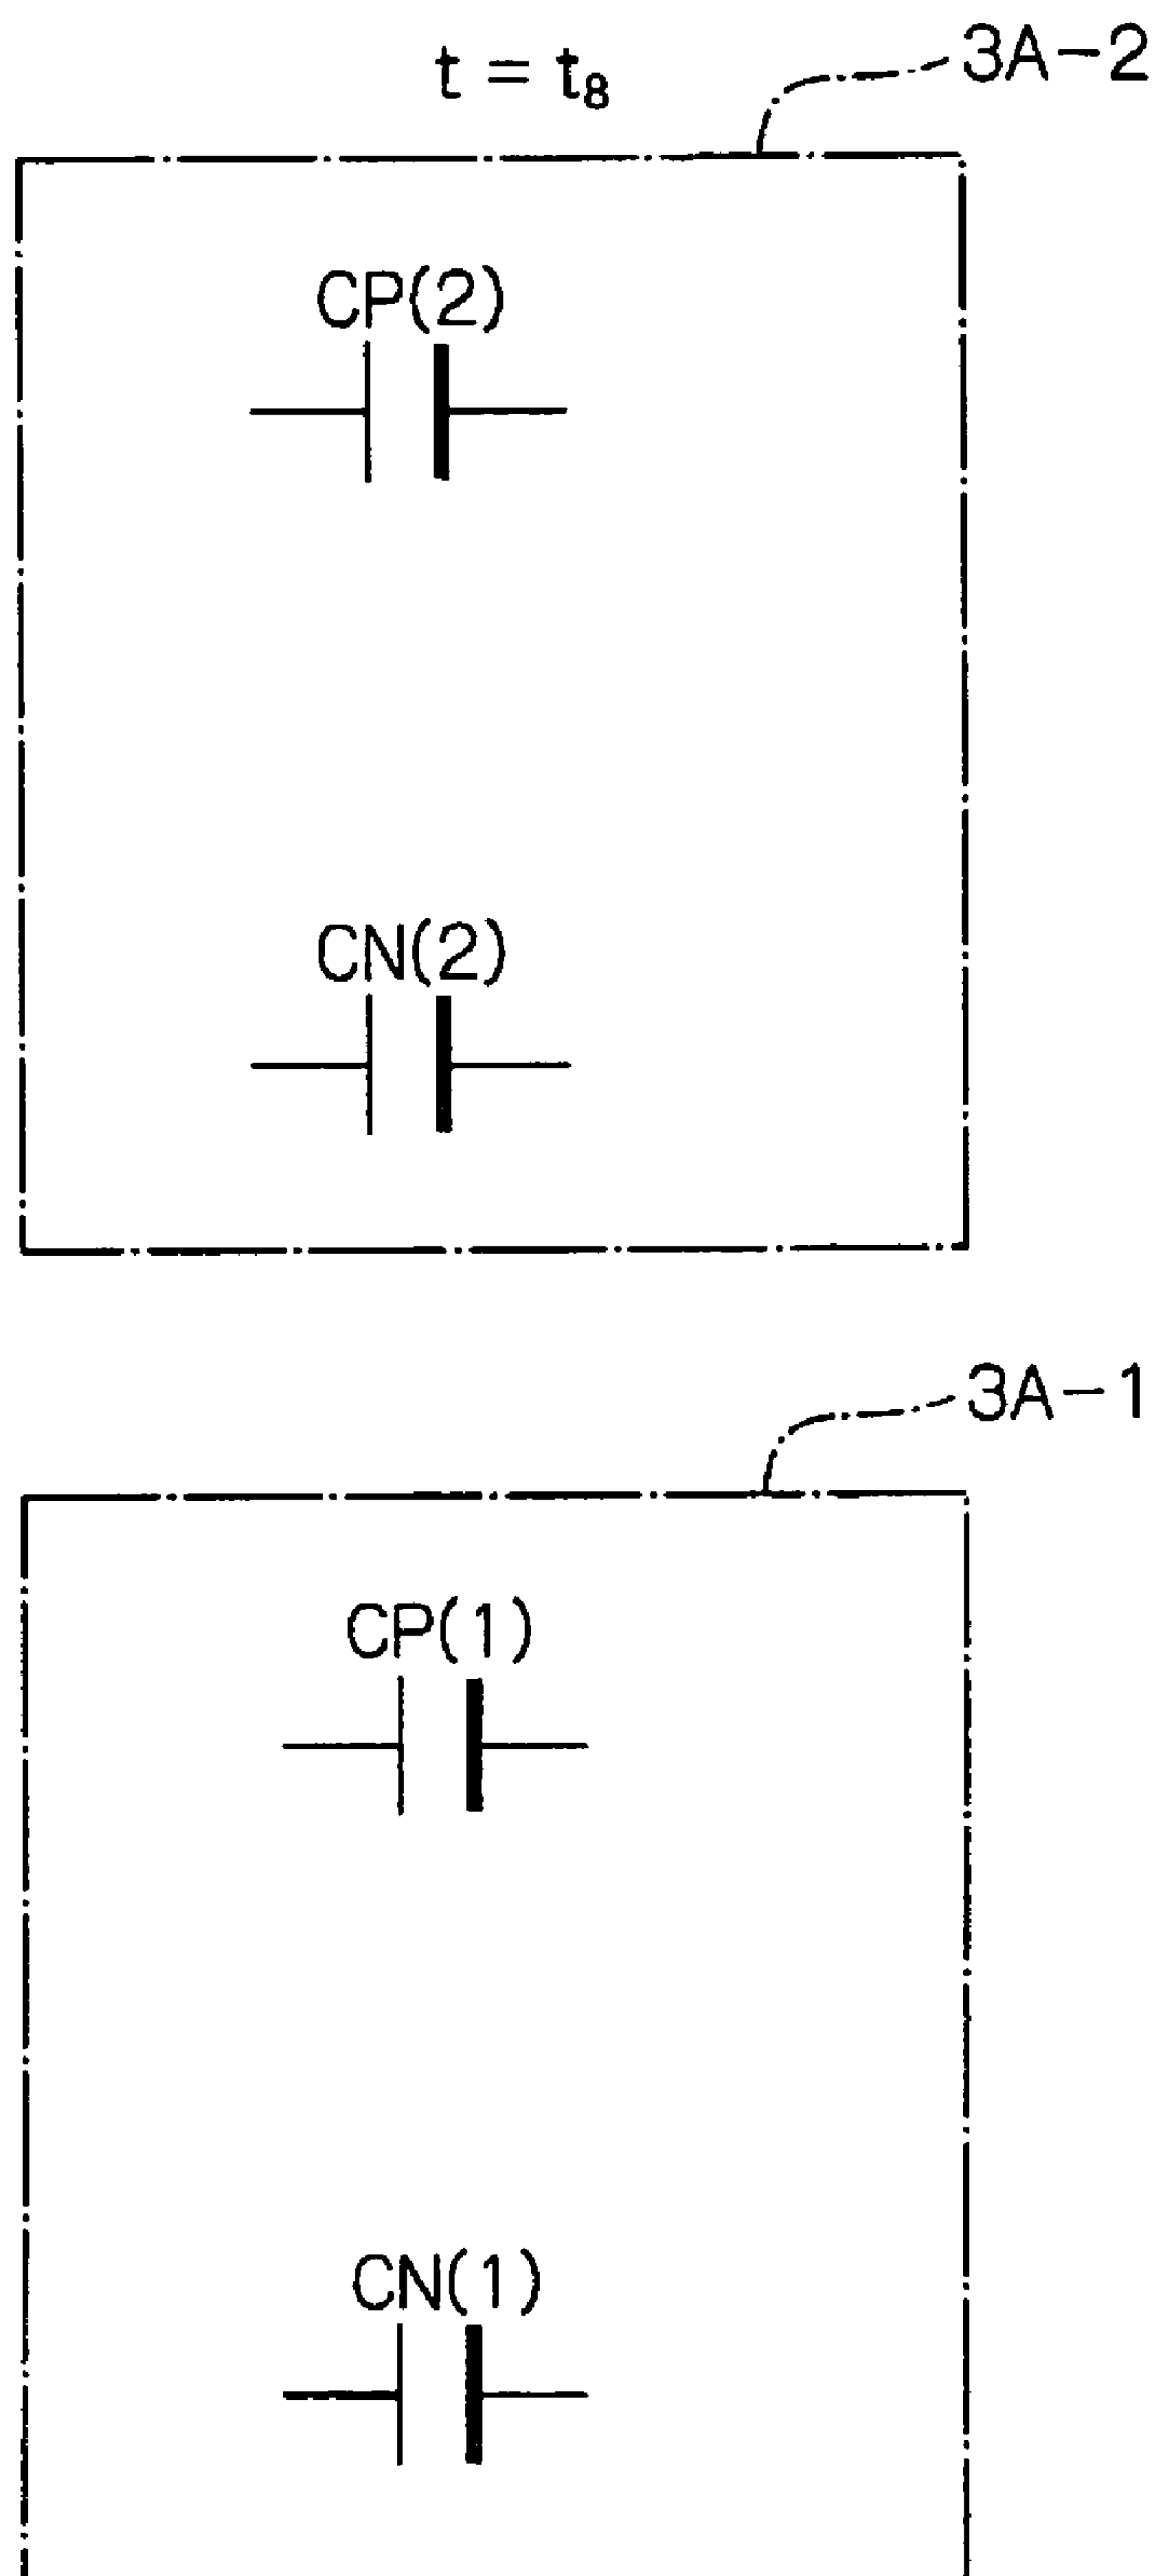 t = t₈
3A-2
CP(2)
CN(2)
3A-1
CP(1)
CN(1)